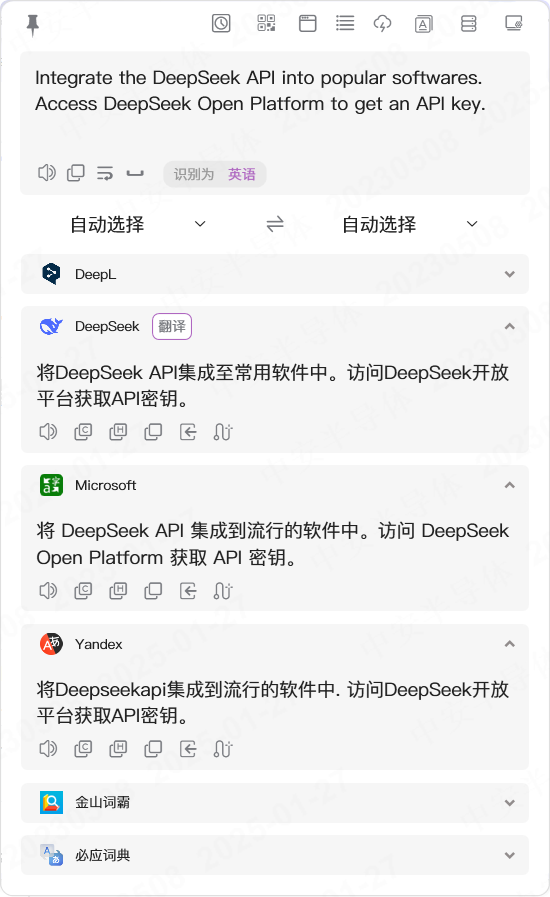 Integrate the DeepSeek API into popular softwares.
Access DeepSeek Open Platform to get an API key.
识别为 英语
自动选择 自动选择
DeepL
DeepSeek 翻译
将DeepSeek API集成至常用软件中。访问DeepSeek开放
平台获取API密钥。
Microsoft
将 DeepSeek API 集成到流行的软件中。访问 DeepSeek
Open Platform 获取 API 密钥。
Yandex
将Deepseekapi集成到流行的软件中. 访问DeepSeek开放
平台获取API密钥。
金山词霸
必应词典